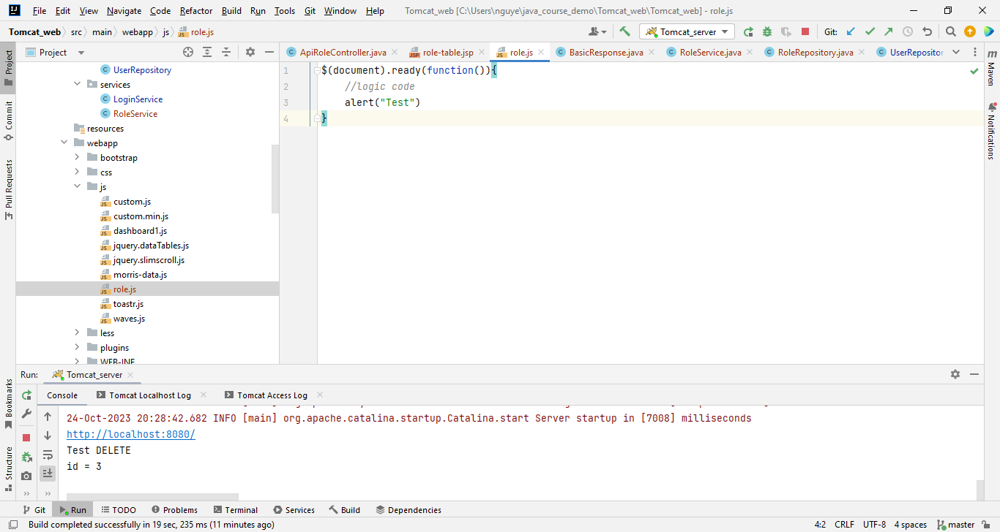 File Edit View Navigate Code Refactor Build Run Tools Git Window Help Tomcat_web [C:\Users\nguye\java_course_demo\Tomcat_web\Tomcat_web] - role.js
Tomcat_web src main webapp js role.js Tomcat_server Git:
Project ApiRoleController.java role-table.jsp role.js BasicResponse.java RoleService.java RoleRepository.java UserRepositor
Project
Commit
Pull Requests
Bookmarks
Structure
m
Maven
Notifications
UserRepository
services
LoginService
RoleService
resources
webapp
bootstrap
css
js
custom.js
custom.min.js
dashboard1.js
jquery.dataTables.js
jquery.slimscroll.js
morris-data.js
role.js
toastr.js
waves.js
less
plugins
WEB-INF
1 $(document).ready(function()){
2 //logic code
3 alert("Test")
4 }
Run: Tomcat_server
Console Tomcat Localhost Log Tomcat Access Log
24-Oct-2023 20:28:42.682 INFO [main] org.apache.catalina.startup.Catalina.start Server startup in [7008] milliseconds
http://localhost:8080/
Test DELETE
id = 3
Git Run TODO Problems Terminal Services Build Dependencies
Build completed successfully in 19 sec, 235 ms (11 minutes ago) 4:2 CRLF UTF-8 4 spaces master